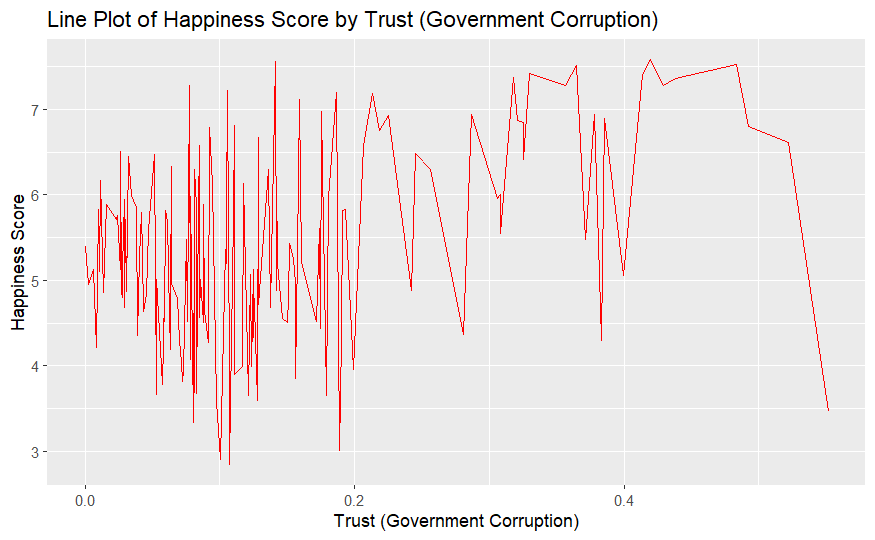 Line Plot of Happiness Score by Trust (Government Corruption)
Happiness Score
7
6
5
4
3
0.0
0.2
0.4
Trust (Government Corruption)